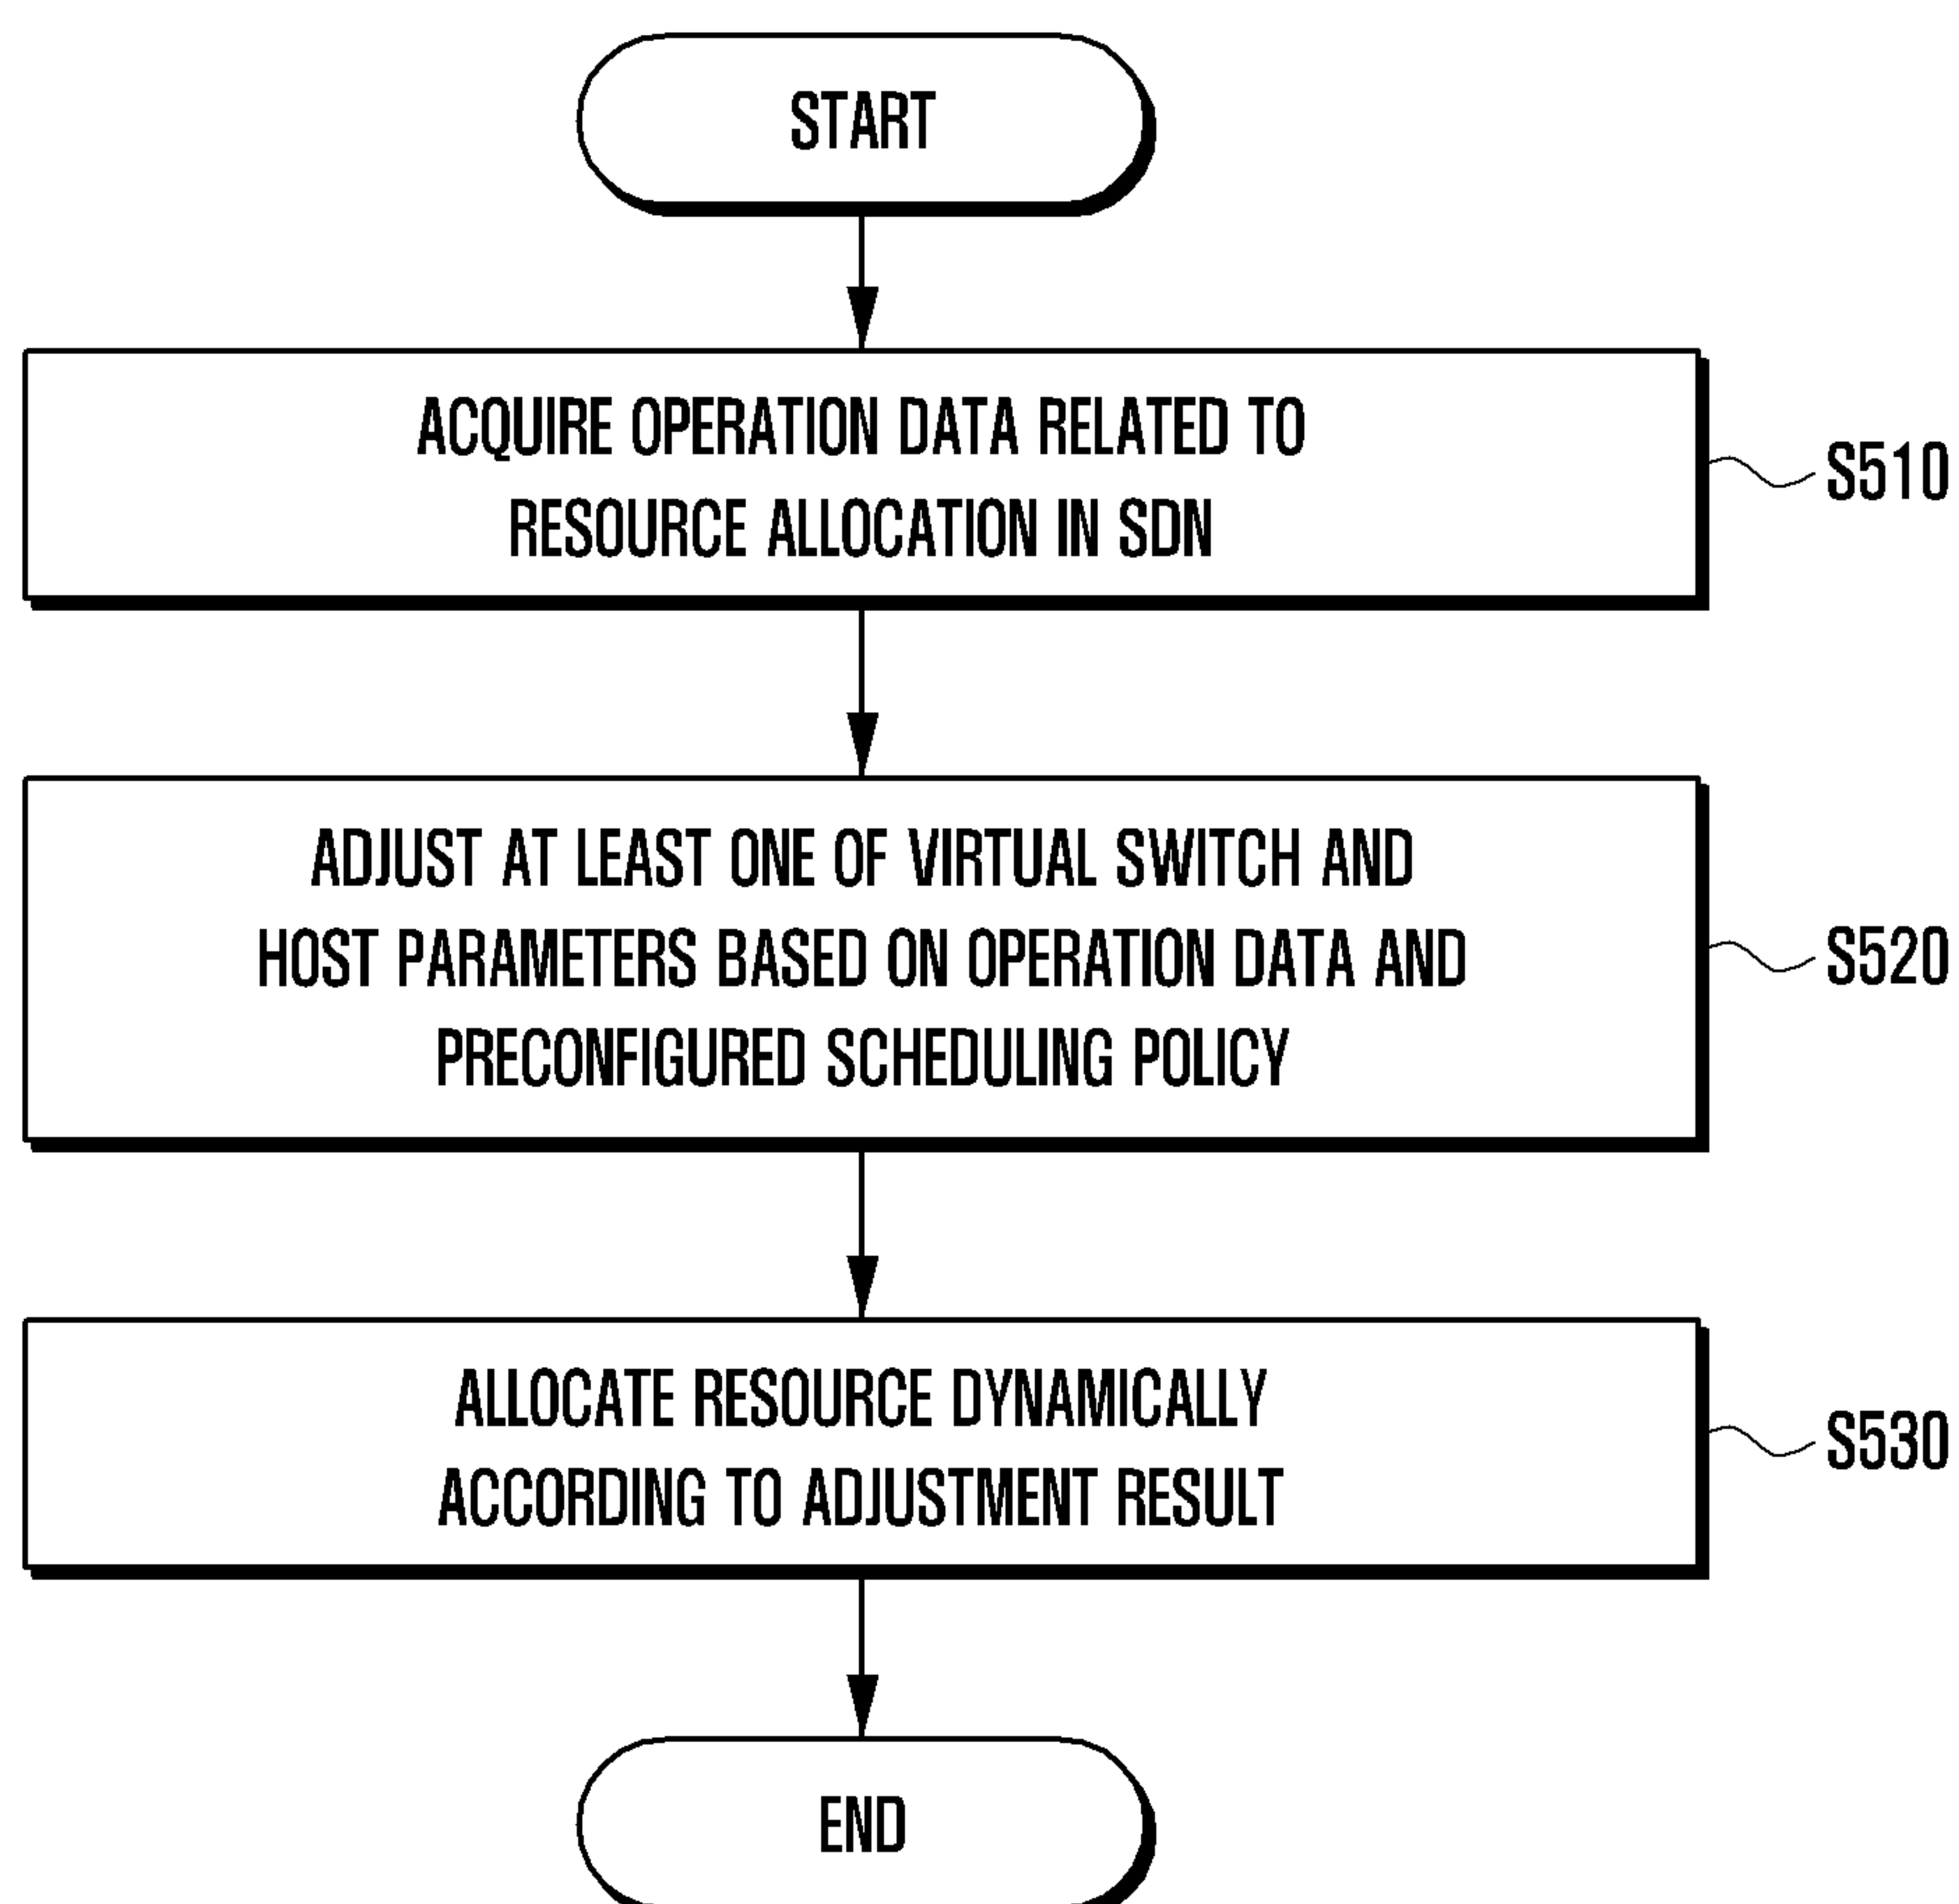 START
ACQUIRE OPERATION DATA RELATED TO
RESOURCE ALLOCATION IN SDN
S510
ADJUST AT LEAST ONE OF VIRTUAL SWITCH AND
HOST PARAMETERS BASED ON OPERATION DATA AND
PRECONFIGURED SCHEDULING POLICY
S520
ALLOCATE RESOURCE DYNAMICALLY
ACCORDING TO ADJUSTMENT RESULT
S530
END